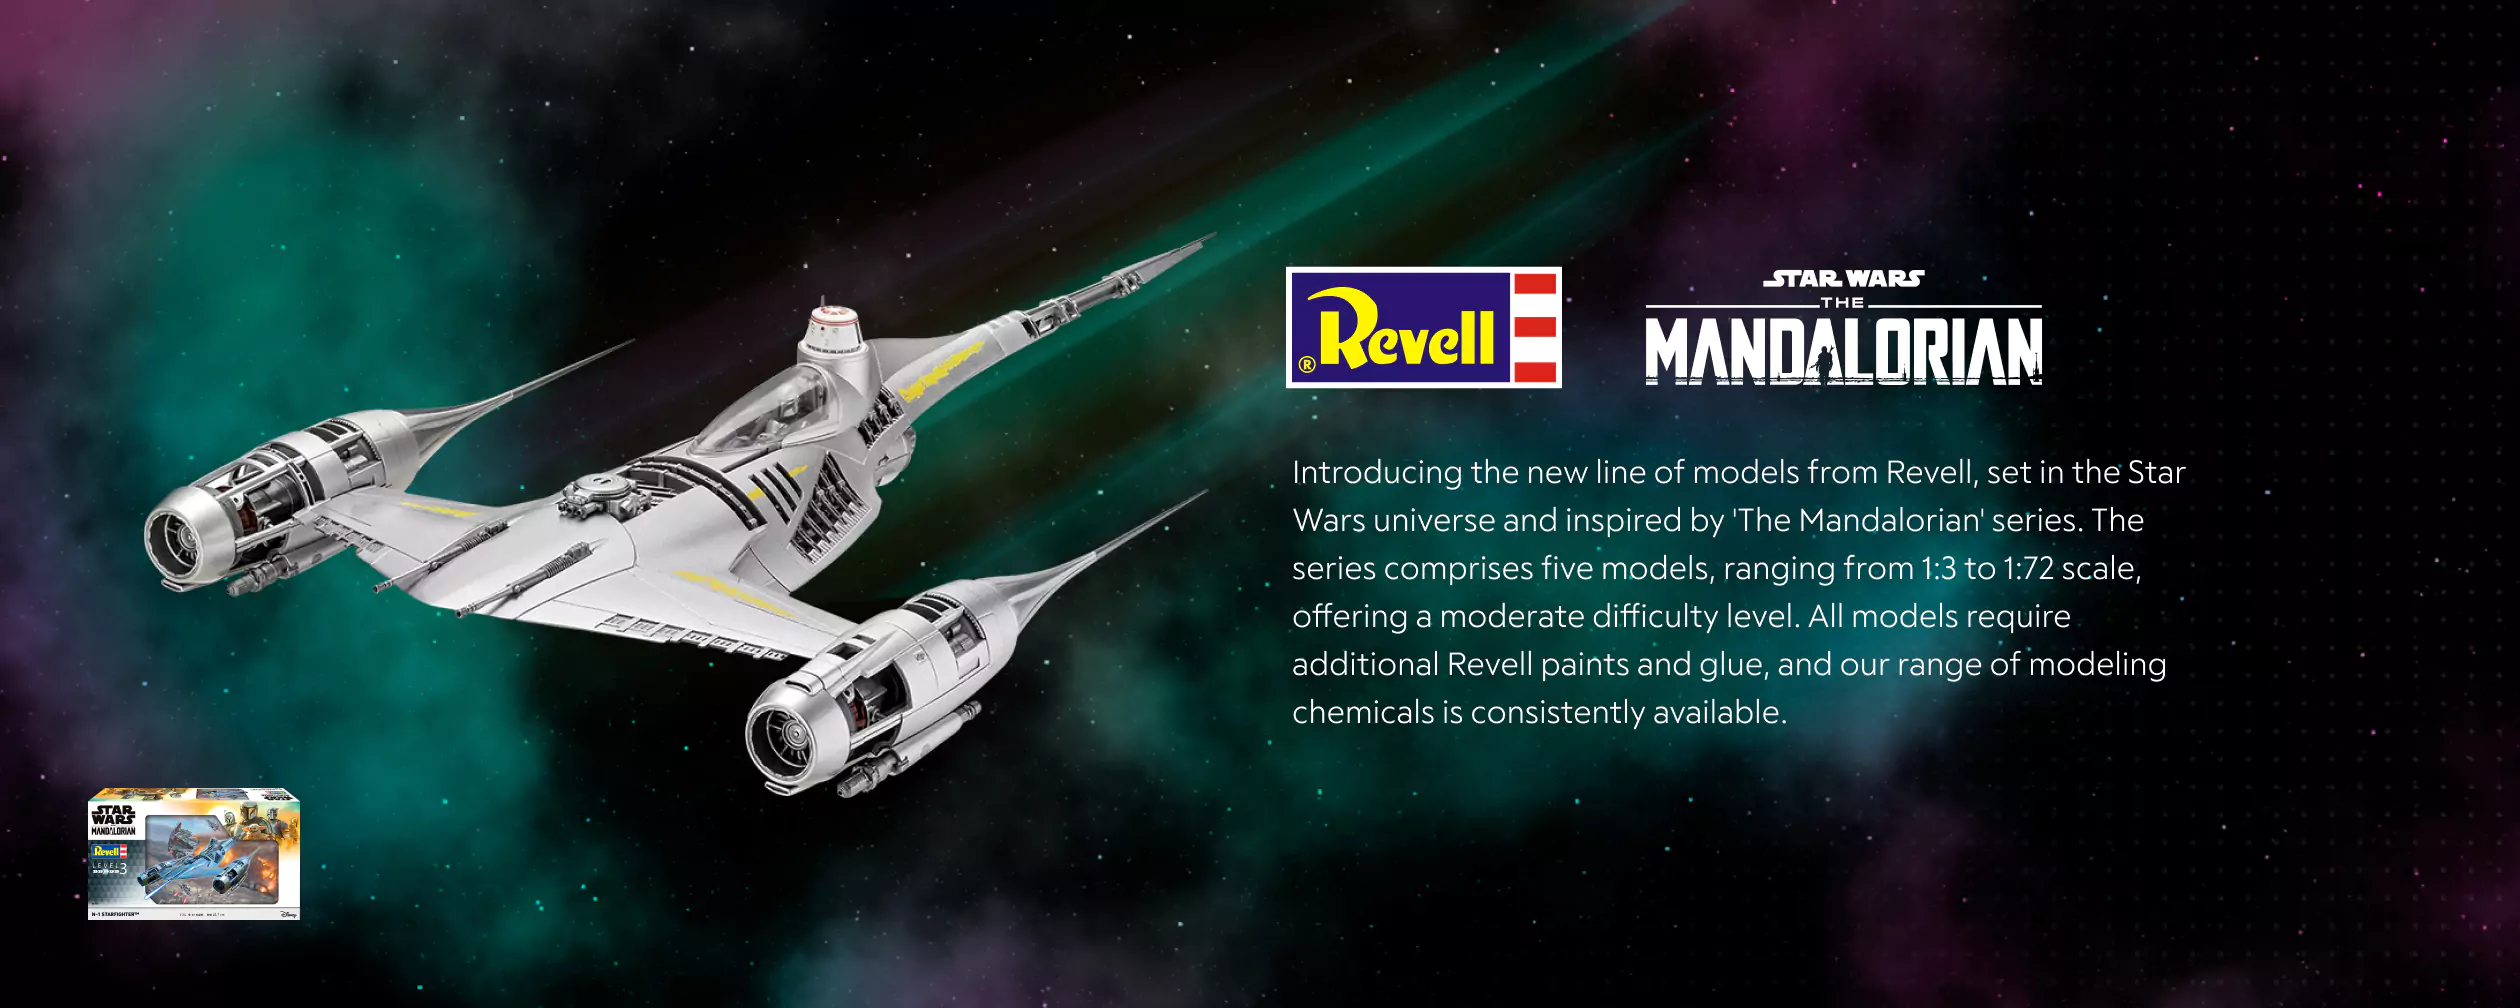 ® Revell
STAR WARS
THE
MANDALORIAN
Introducing the new line of models from Revell, set in the Star
Wars universe and inspired by 'The Mandalorian' series. The
series comprises five models, ranging from 1:3 to 1:72 scale,
offering a moderate difficulty level. All models require
additional Revell paints and glue, and our range of modeling
chemicals is consistently available.
STAR
WARS
MANDALORIAN
Revell
LEVEL 3
N-1 STARFIGHTER™
Disney